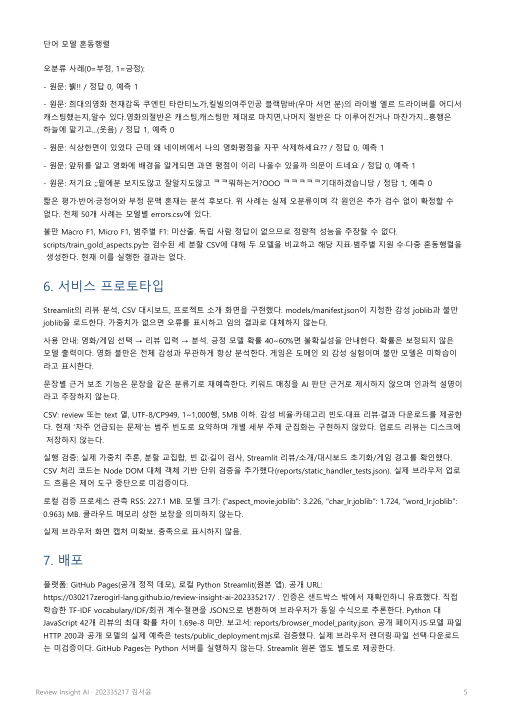 단어 모델 혼동행렬
오분류 사례(0=부정, 1=긍정):
- 원문: 뷁!! / 정답 0, 예측 1
- 원문: 희대의영화 천재감독 쿠엔틴 타란티노가,킬빌의여주인공 블랙맘바(우마 서먼 분)의 라이벌 엘르 드라이버를 어디서
캐스팅했는지,알수 있다.영화의절반은 캐스팅,캐스팅만 제대로 마치면,나머지 절반은 다 이루어진거나 마찬가지...흥행은
하늘에 맡기고...(웃음) / 정답 1, 예측 0
- 원문: 식상한면이 있었다 근데 왜 네이버에서 나의 영화평점을 자꾸 삭제하세요?? / 정답 0, 예측 1
- 원문: 앞뒤를 알고 영화에 배경을 알게되면 과연 평점이 이리 나올수 있을까 의문이 드네요 / 정답 0, 예측 1
- 원문: 저기요 ;;밑에분 보지도않고 잘알지도않고 ㅋㅋ뭐하는거?OOO ㅋㅋㅋㅋㅋ기대하겠습니당 / 정답 1, 예측 0
짧은 평가·반어·긍정어와 부정 문맥 혼재는 분석 후보다. 위 사례는 실제 오분류이며 각 원인은 추가 검수 없이 확정할 수
없다. 전체 50개 사례는 모델별 errors.csv에 있다.
불만 Macro F1, Micro F1, 범주별 F1: 미산출. 독립 사람 정답이 없으므로 정량적 성능을 주장할 수 없다.
scripts/train_gold_aspects.py는 검수된 세 분할 CSV에 대해 두 모델을 비교하고 해당 지표·범주별 지원 수·다중 혼동행렬을
생성한다. 현재 이를 실행한 결과는 없다.
6. 서비스 프로토타입
Streamlit의 리뷰 분석, CSV 대시보드, 프로젝트 소개 화면을 구현했다. models/manifest.json이 지정한 감성 joblib과 불만
joblib을 로드한다. 가중치가 없으면 오류를 표시하고 임의 결과로 대체하지 않는다.
사용 안내: 영화/게임 선택 → 리뷰 입력 → 분석. 긍정 모델 확률 40~60%면 불확실성을 안내한다. 확률은 보정되지 않은
모델 출력이다. 영화 불만은 전체 감성과 무관하게 항상 분석한다. 게임은 도메인 외 감성 실험이며 불만 모델은 미학습이
라고 표시한다.
문장별 근거 보조 기능은 문장을 같은 분류기로 재예측한다. 키워드 매칭을 AI 판단 근거로 제시하지 않으며 인과적 설명이
라고 주장하지 않는다.
CSV: review 또는 text 열, UTF-8/CP949, 1~1,000행, 5MB 이하. 감성 비율·카테고리 빈도·대표 리뷰·결과 다운로드를 제공한
다. 현재 '자주 언급되는 문제'는 범주 빈도로 요약하며 개별 세부 주제 군집화는 구현하지 않았다. 업로드 리뷰는 디스크에
저장하지 않는다.
실행 검증: 실제 가중치 추론, 분할 교집합, 빈 값·길이 검사, Streamlit 리뷰/소개/대시보드 초기화/게임 경고를 확인했다.
CSV 처리 코드는 Node DOM 대체 객체 기반 단위 검증을 추가했다(reports/static_handler_tests.json). 실제 브라우저 업로
드 흐름은 제어 도구 중단으로 미검증이다.
로컬 검증 프로세스 관측 RSS: 227.1 MB. 모델 크기: {"aspect_movie.joblib": 3.226, "char_lr.joblib": 1.724, "word_lr.joblib":
0.963} MB. 클라우드 메모리 상한 보장을 의미하지 않는다.
실제 브라우저 화면 캡처 미확보. 충족으로 표시하지 않음.
7. 배포
플랫폼: GitHub Pages(공개 정적 데모), 로컬 Python Streamlit(원본 앱). 공개 URL:
https://030217zerogirl-lang.github.io/review-insight-ai-202335217/ . 인증은 샌드박스 밖에서 재확인하니 유효했다. 직접
학습한 TF-IDF vocabulary/IDF/회귀 계수·절편을 JSON으로 변환하여 브라우저가 동일 수식으로 추론한다. Python 대
JavaScript 42개 리뷰의 최대 확률 차이 1.69e-8 미만. 보고서: reports/browser_model_parity.json. 공개 페이지·JS·모델 파일
HTTP 200과 공개 모델의 실제 예측은 tests/public_deployment.mjs로 검증했다. 실제 브라우저 렌더링·파일 선택·다운로드
는 미검증이다. GitHub Pages는 Python 서버를 실행하지 않는다. Streamlit 원본 앱도 별도로 제공한다.
Review Insight AI · 202335217 김서윤
5